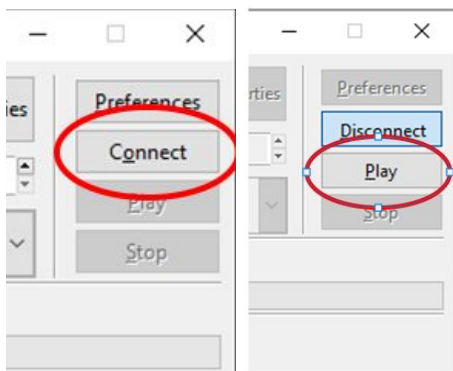 ies
Preferences
Connect
Play
Stop
rties
Preferences
Disconnect
Play
Stop